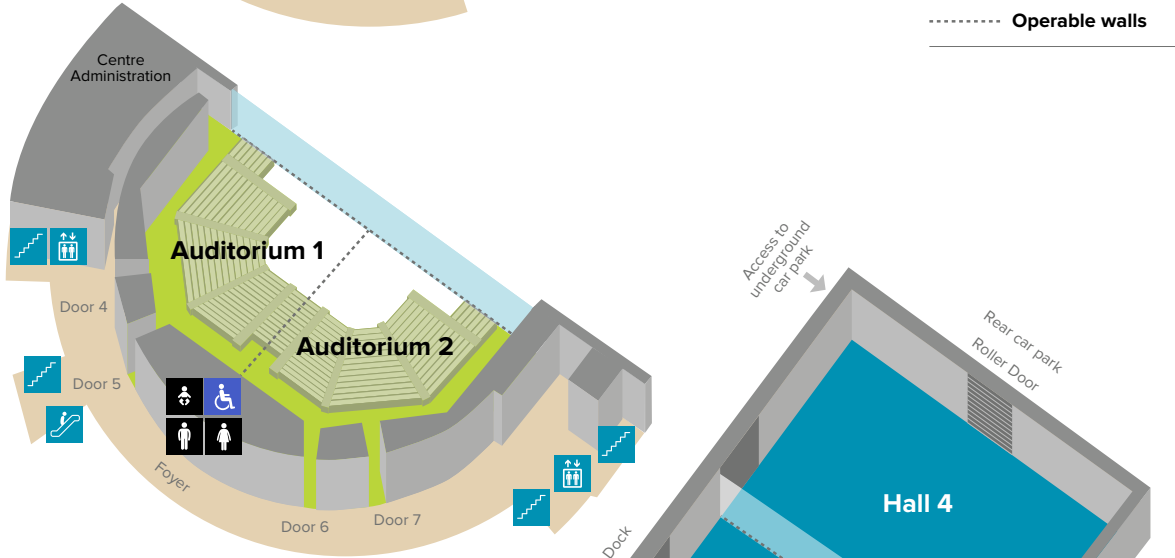 Operable walls
Centre
Administration
Auditorium 1
Auditorium 2
Door 4
Door 5
Foyer
Door 6
Door 7
Access to
underground
car park
Rear car park
Roller Door
Hall 4
Dock